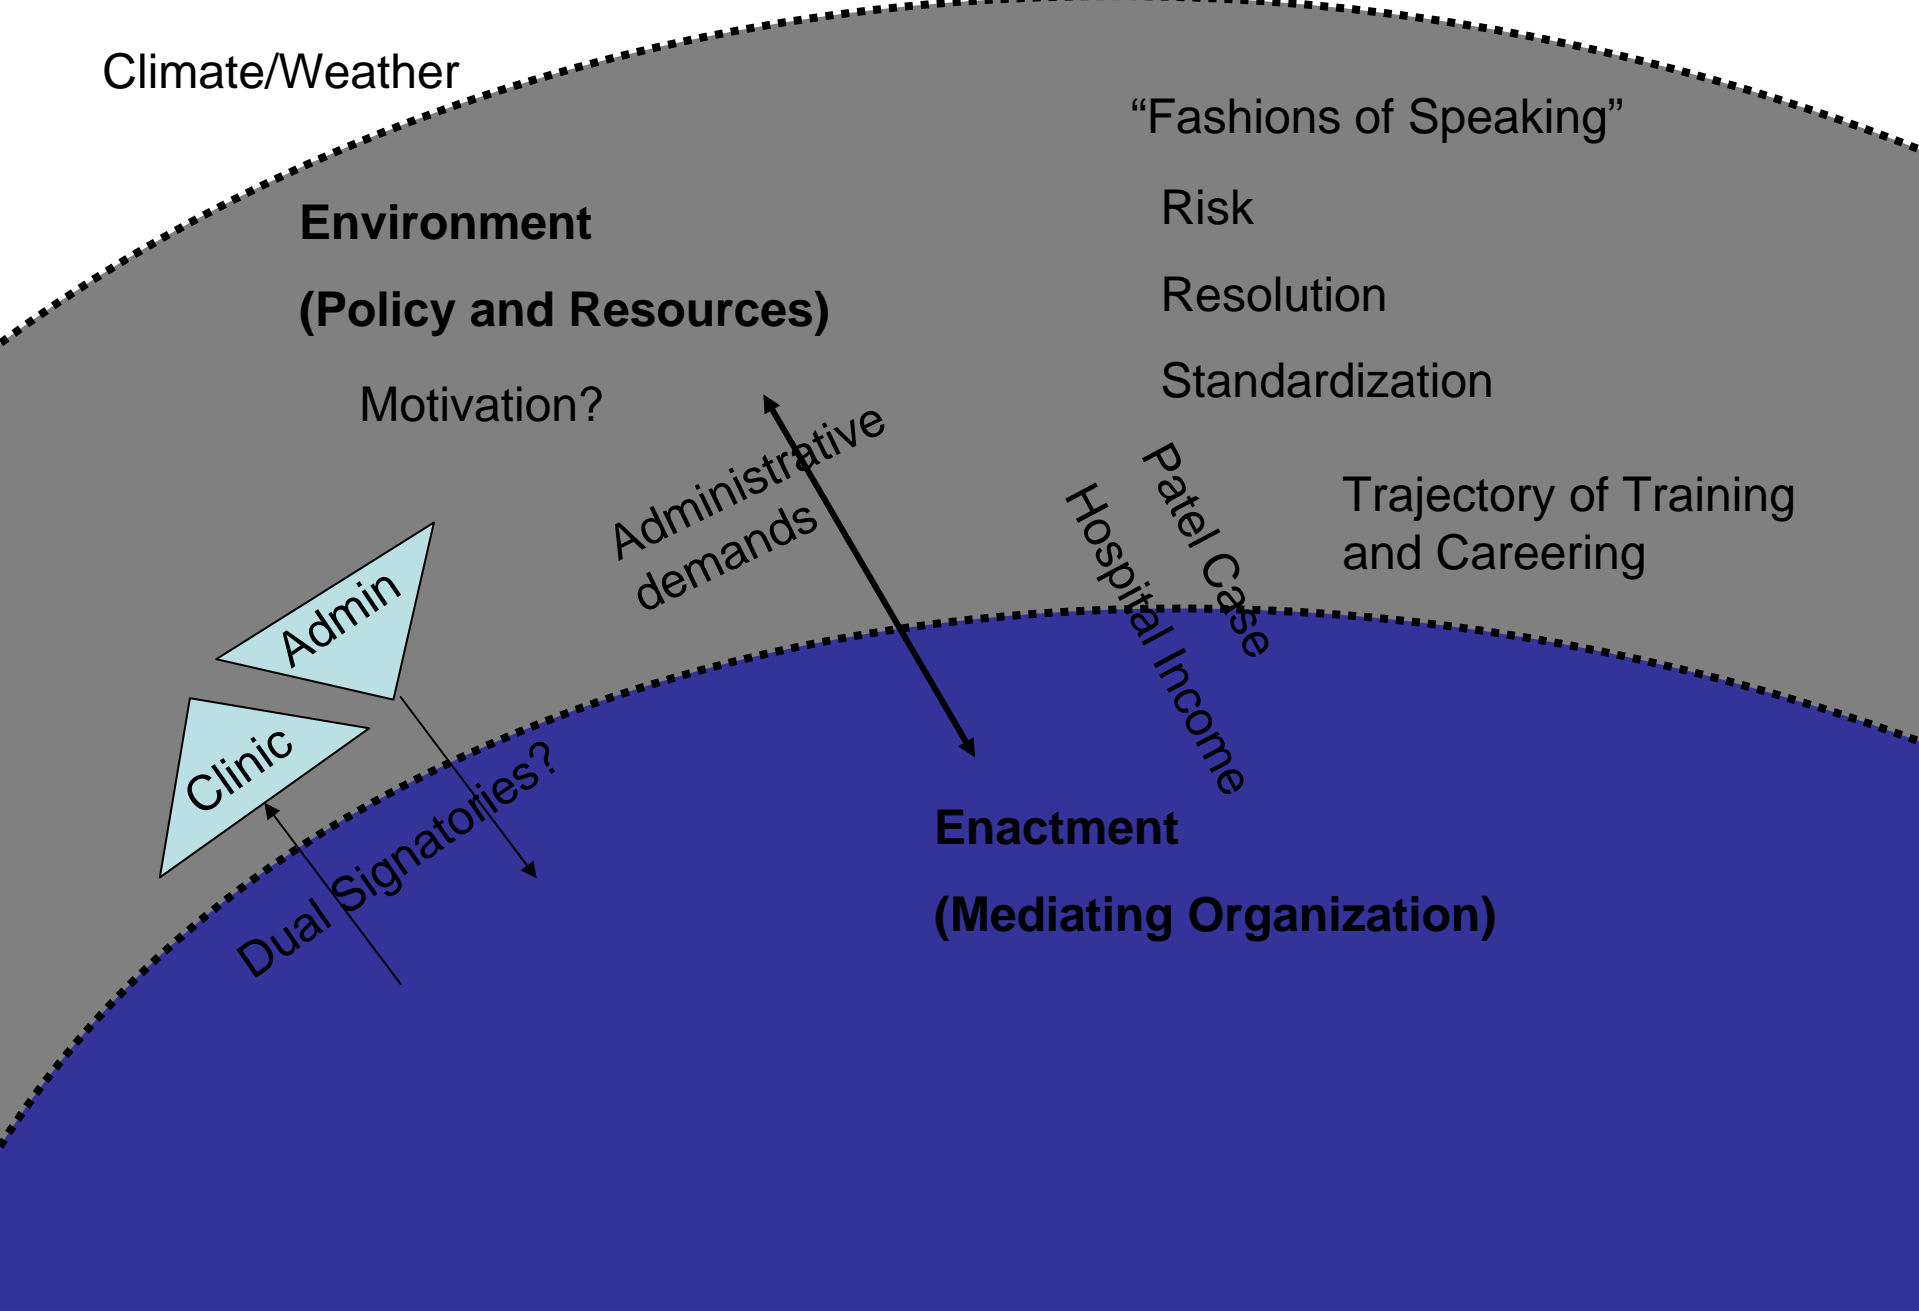 Climate/Weather
“Fashions of Speaking”
Risk
Resolution
Standardization
Environment
(Policy and Resources)
Motivation?
Administrative
demands
Patel Case
Hospital Income
Trajectory of Training
and Careering
Admin
Clinic
Dual Signatories?
Enactment
(Mediating Organization)